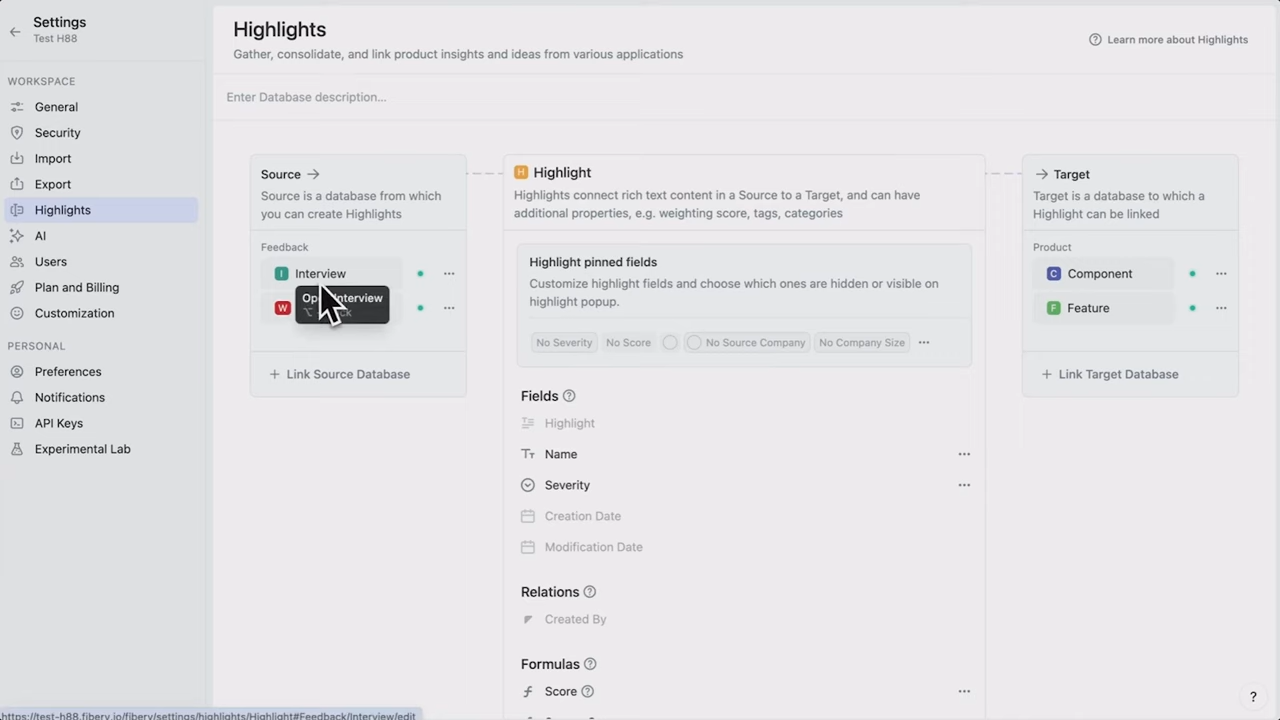 Settings
Test H88
WORKSPACE
General
Security
Import
Export
Highlights
AI
Users
Plan and Billing
Customization
PERSONAL
Preferences
Notifications
API Keys
Experimental Lab
Highlights
Gather, consolidate, and link product insights and ideas from various applications
Learn more about Highlights
Enter Database description...
Source
Source is a database from which
you can create Highlights
Feedback
I Interview
W
Link Source Database
H Highlight
Highlights connect rich text content in a Source to a Target, and can have
additional properties, e.g. weighting score, tags, categories
Highlight pinned fields
Customize highlight fields and choose which ones are hidden or visible on
highlight popup.
No Severity No Score No Source Company No Company Size
Fields
Highlight
Name
Severity
Creation Date
Modification Date
Relations
Created By
Formulas
Score
Target
Target is a database to which a
Highlight can be linked
Product
C Component
F Feature
Link Target Database
https://test-h88.fibery.io/fibery/settings/highlights/Highlight#Feedback/Interview/edit
?